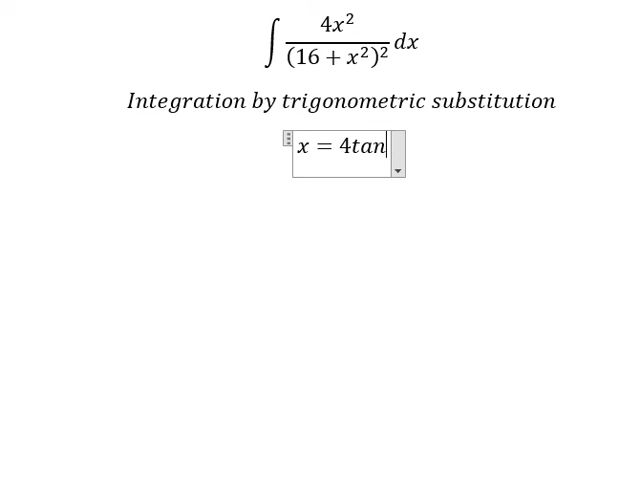 ∫ 4x²/(16 + x²)² dx
Integration by trigonometric substitution
x = 4tan